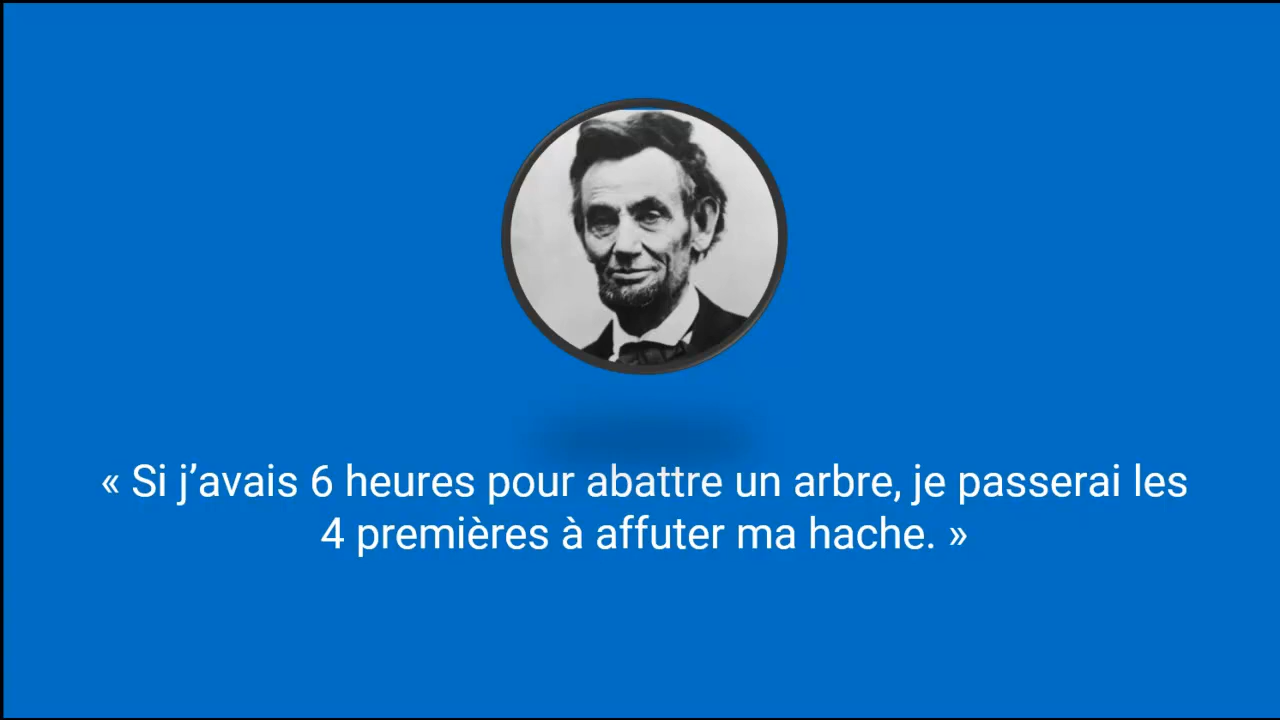 « Si j’avais 6 heures pour abattre un arbre, je passerai les
4 premières à affuter ma hache. »